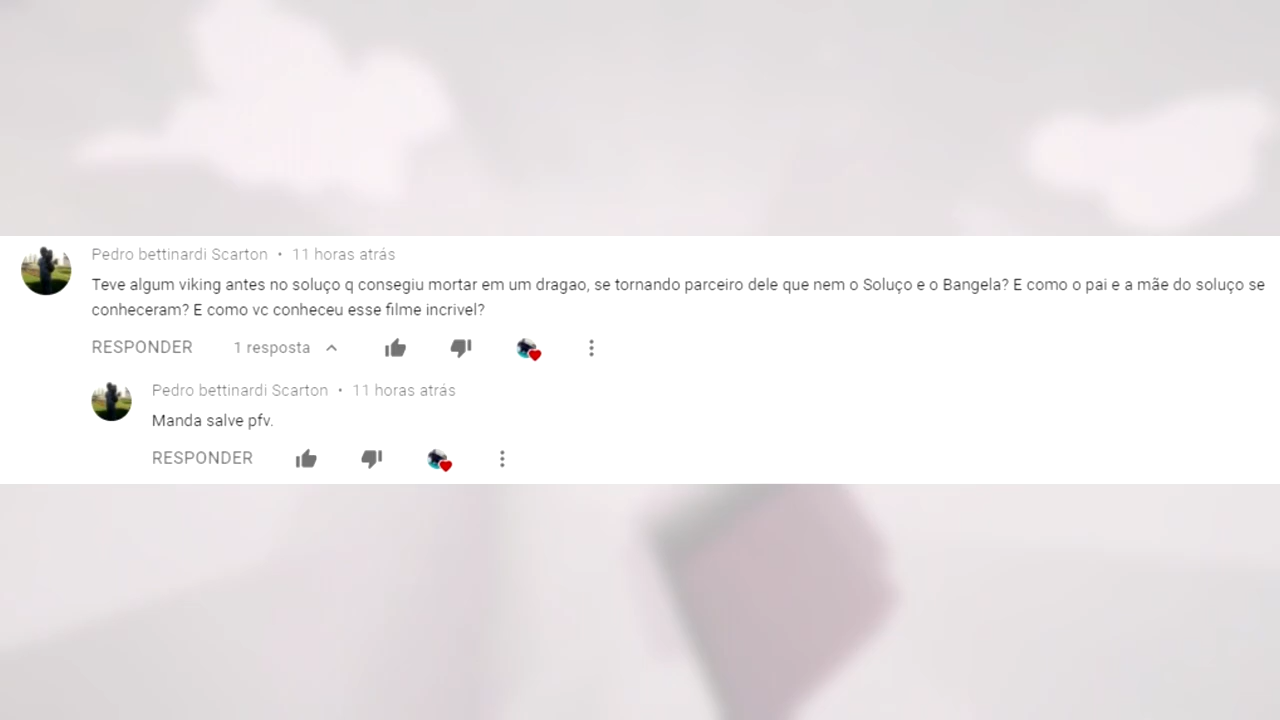 Pedro bettinardi Scarton • 11 horas atrás
Teve algum viking antes no soluço q consegiu mortar em um dragao, se tornando parceiro dele que nem o Soluço e o Bangela? E como o pai e a mãe do soluço se
conheceram? E como vc conheceu esse filme incrivel?
RESPONDER 1 resposta
Pedro bettinardi Scarton • 11 horas atrás
Manda salve pfv.
RESPONDER